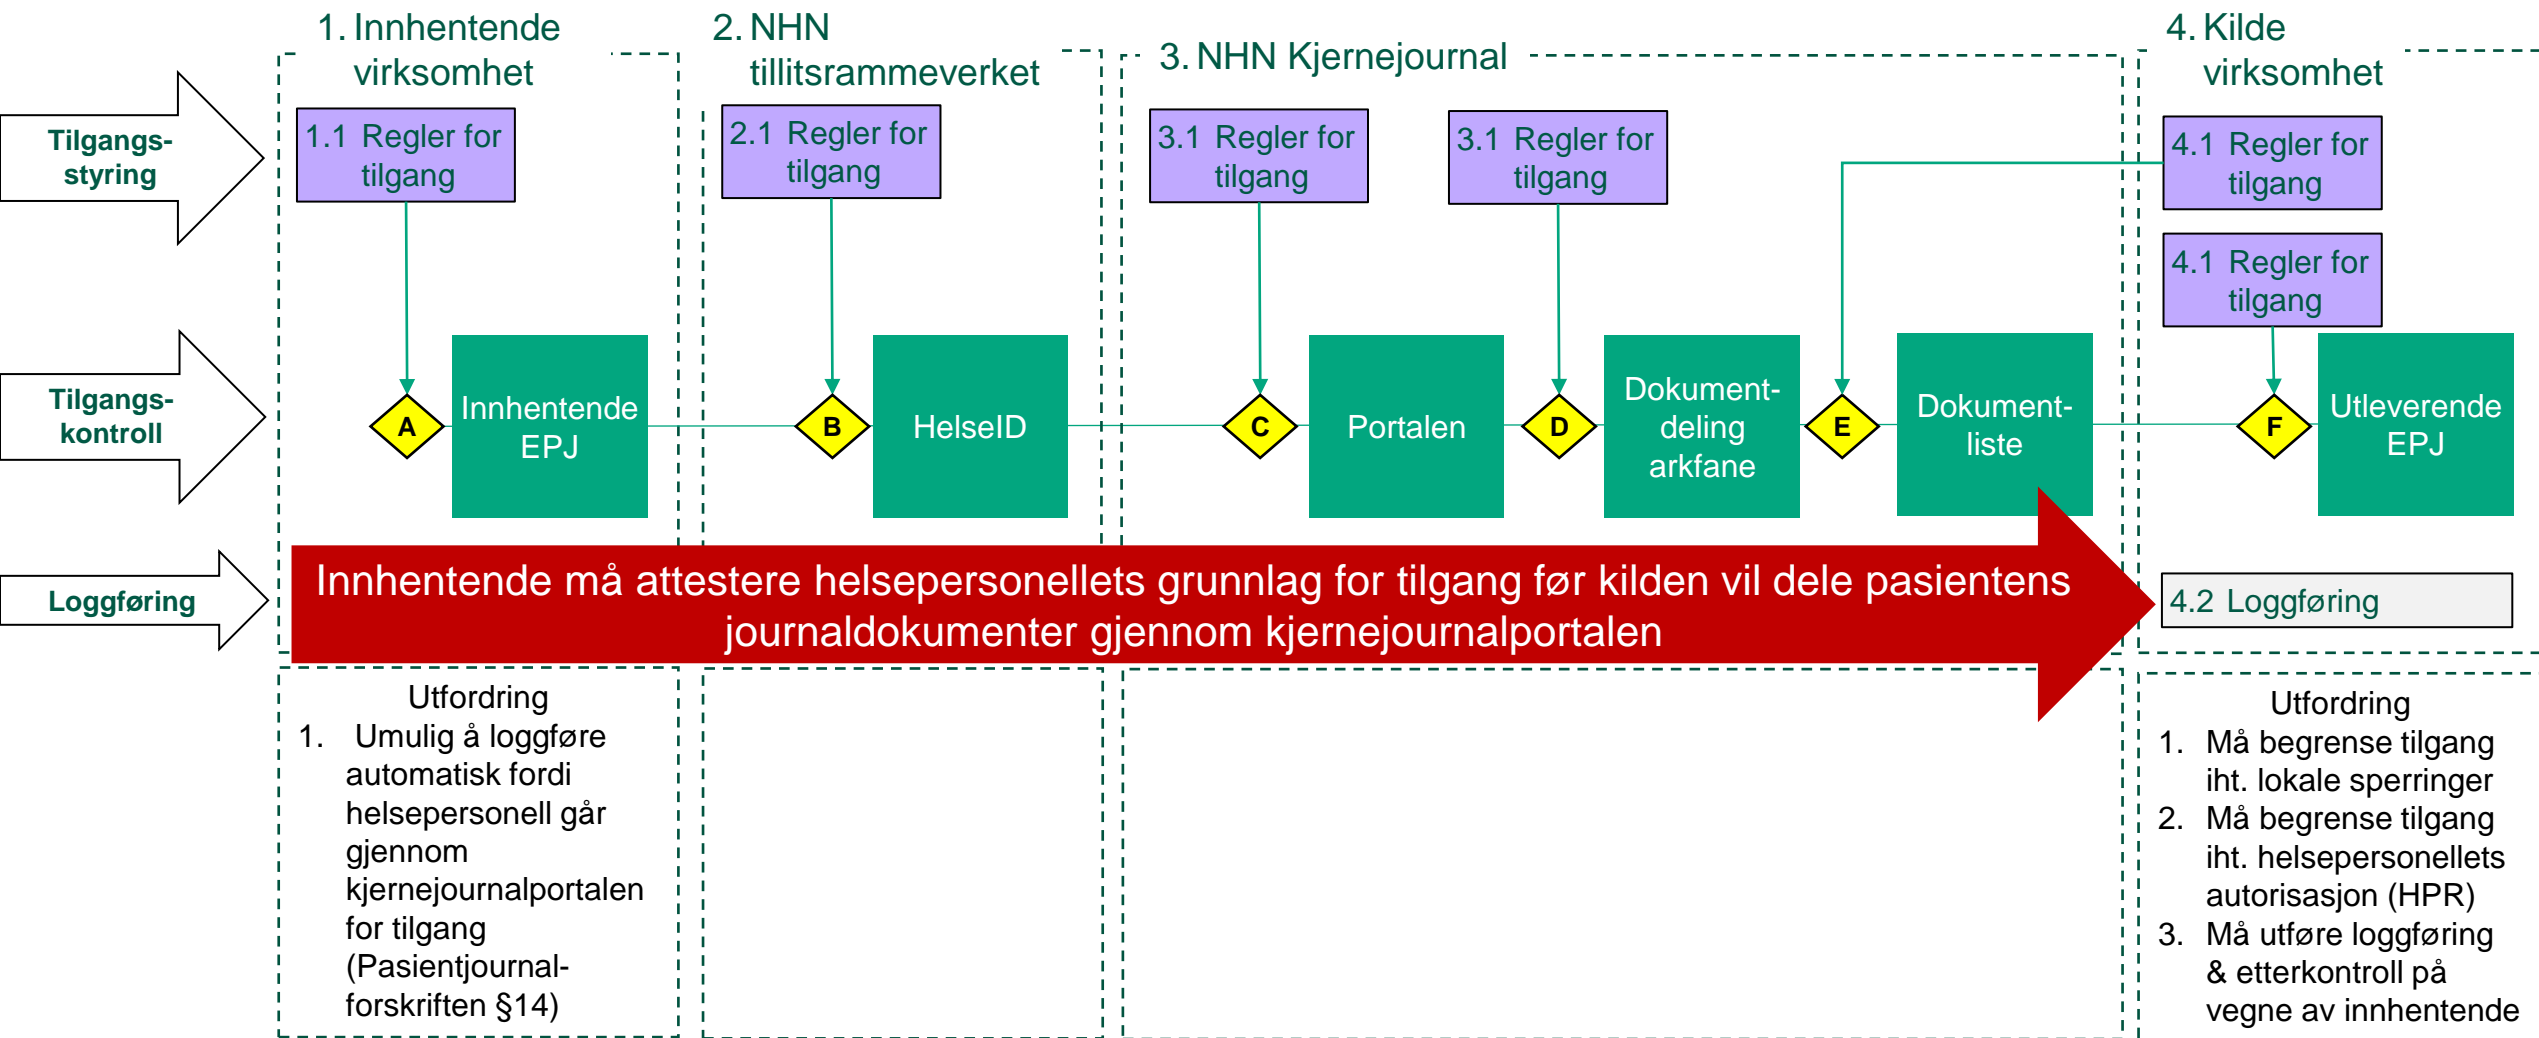 1. Innhentende
virksomhet
2. NHN
tillitsrammeverket
3. NHN Kjernejournal
4. Kilde
virksomhet
Tilgangs-
styring
1.1 Regler for
tilgang
2.1 Regler for
tilgang
3.1 Regler for
tilgang
3.1 Regler for
tilgang
4.1 Regler for
tilgang
4.1 Regler for
tilgang
Tilgangs-
kontroll
A
Innhentende
EPJ
B
HelseID
C
Portalen
D
Dokument-
deling
arkfane
E
Dokument-
liste
F
Utleverende
EPJ
Loggføring
Innhentende må attestere helsepersonellets grunnlag for tilgang før kilden vil dele pasientens
journaldokumenter gjennom kjernejournalportalen
4.2 Loggføring
Utfordring
1. Umulig å loggføre
automatisk fordi
helsepersonell går
gjennom
kjernejournalportalen
for tilgang
(Pasientjournal-
forskriften §14)
Utfordring
1. Må begrense tilgang
iht. lokale sperringer
2. Må begrense tilgang
iht. helsepersonellets
autorisasjon (HPR)
3. Må utføre loggføring
& etterkontroll på
vegne av innhentende